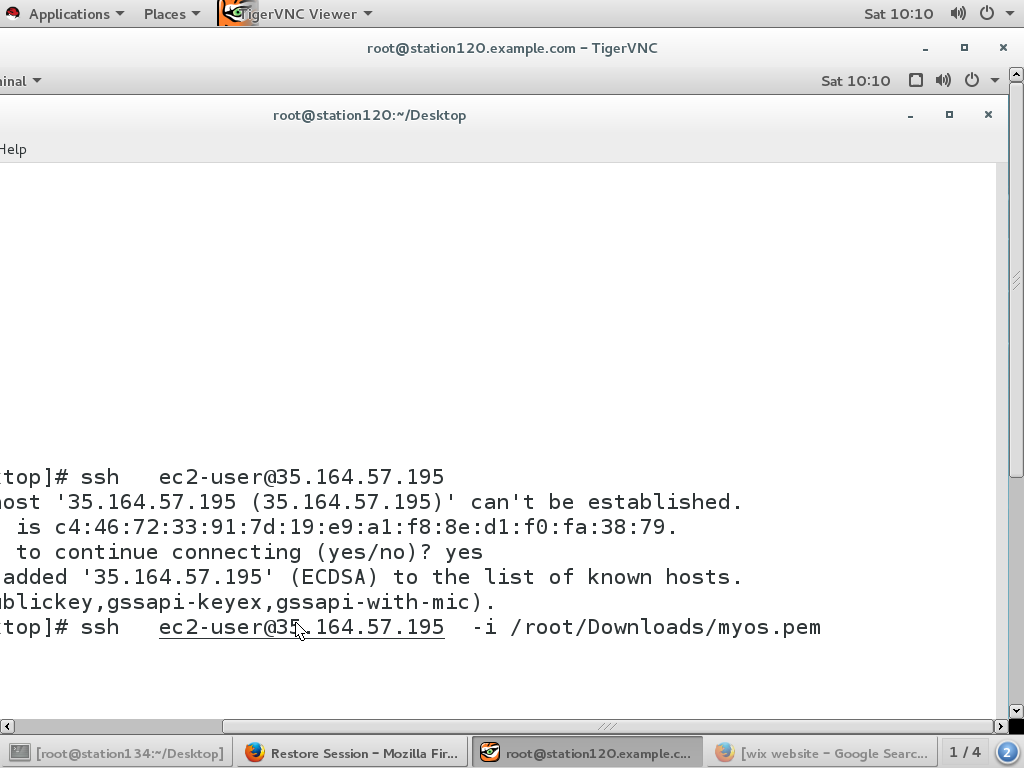 Applications Places TigerVNC Viewer Sat 10:10
root@station120.example.com - TigerVNC
inal Sat 10:10
root@station120:~/Desktop
Help
top]# ssh ec2-user@35.164.57.195
ost '35.164.57.195 (35.164.57.195)' can't be established.
is c4:46:72:33:91:7d:19:e9:a1:f8:8e:d1:f0:fa:38:79.
to continue connecting (yes/no)? yes
added '35.164.57.195' (ECDSA) to the list of known hosts.
blickey,gssapi-keyex,gssapi-with-mic).
top]# ssh ec2-user@35.164.57.195 -i /root/Downloads/myos.pem
[root@station134:~/Desktop] Restore Session - Mozilla Fir... root@station120.example.c... [wix website - Google Searc... 1 / 4 2